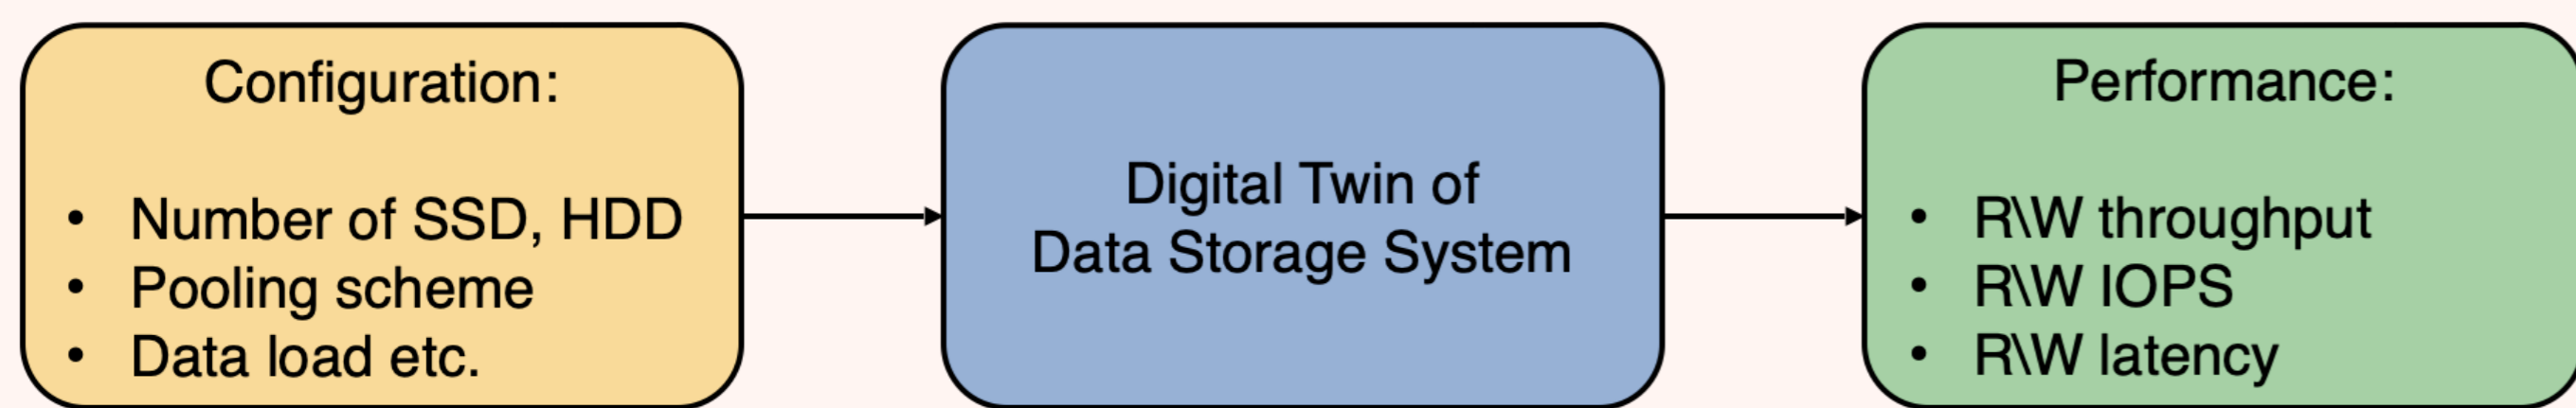 Configuration:
• Number of SSD, HDD
• Pooling scheme
• Data load etc.
Digital Twin of
Data Storage System
Performance:
• R\W throughput
• R\W IOPS
• R\W latency